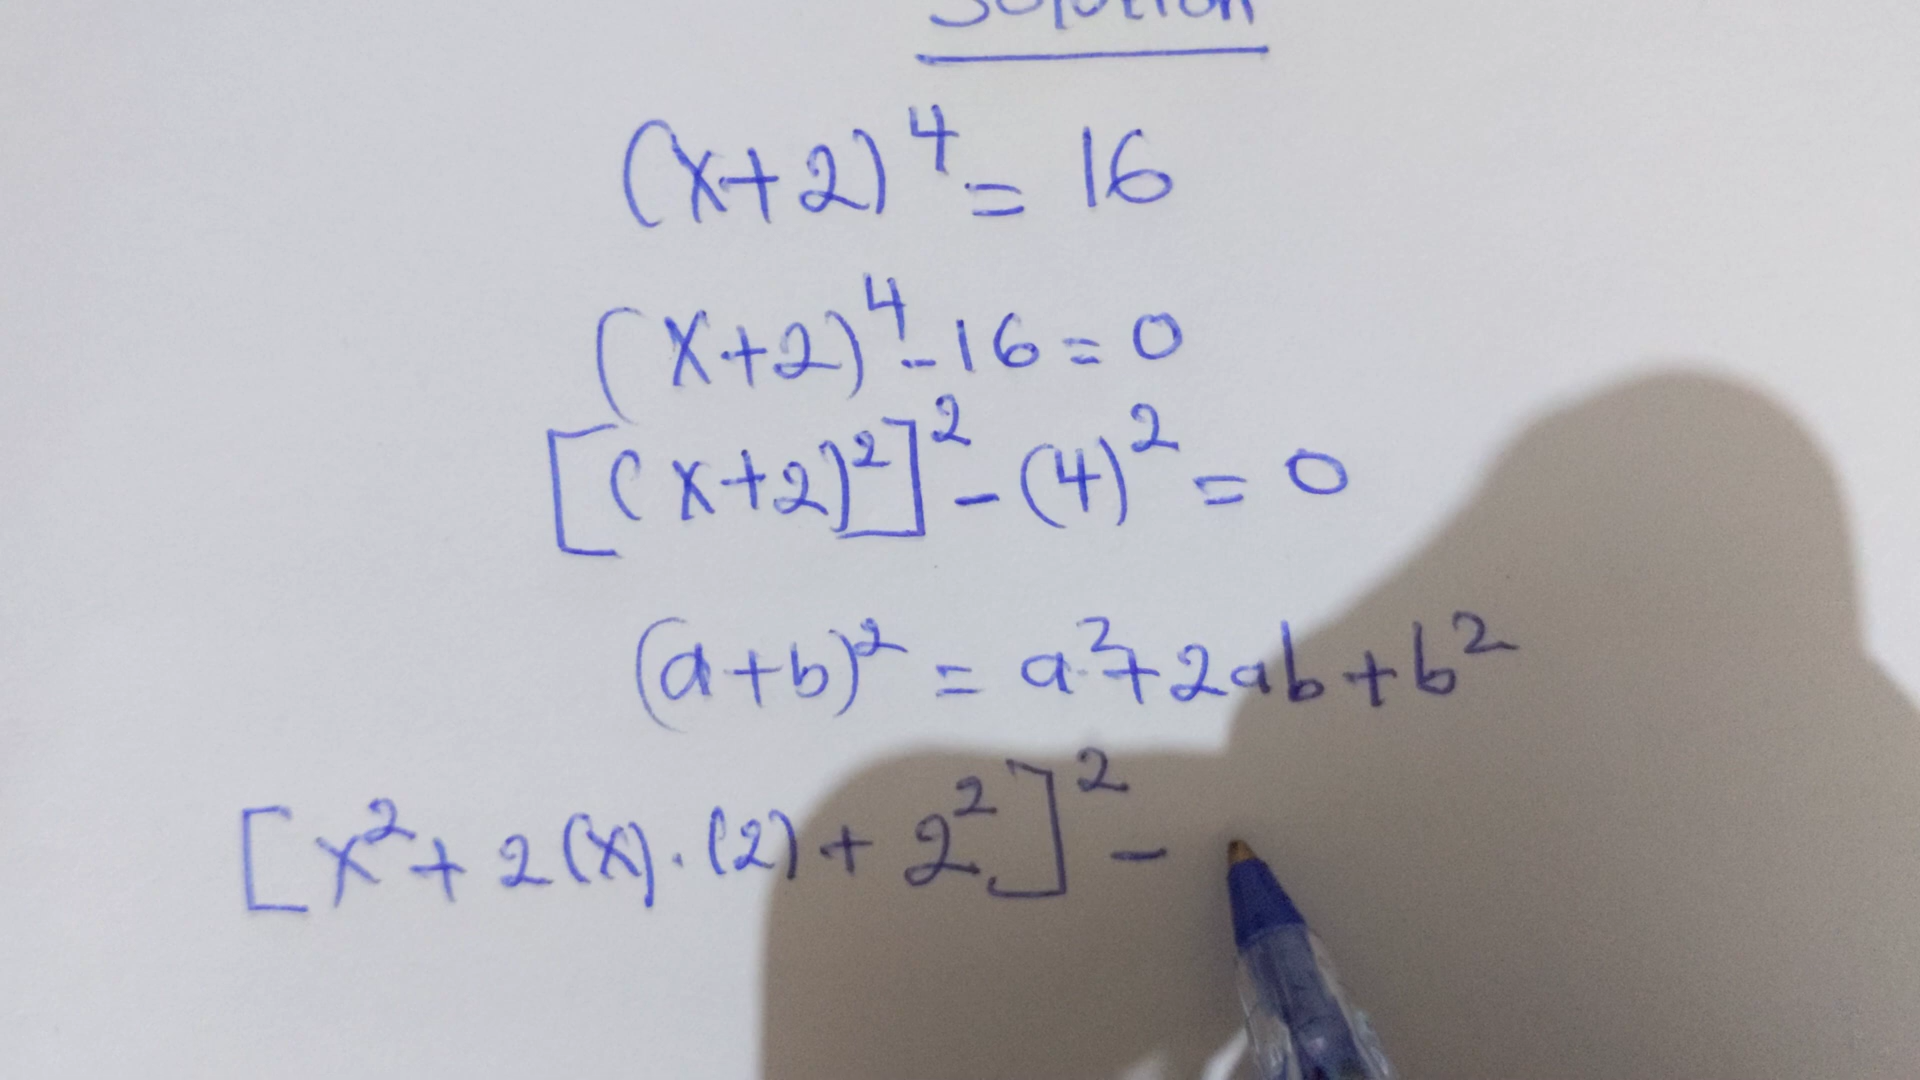 Solution
(x+2)⁴ = 16
(x+2)⁴ - 16 = 0
[(x+2)²]² - (4)² = 0
(a+b)² = a² + 2ab + b²
[x² + 2(x).(2) + 2²]² -